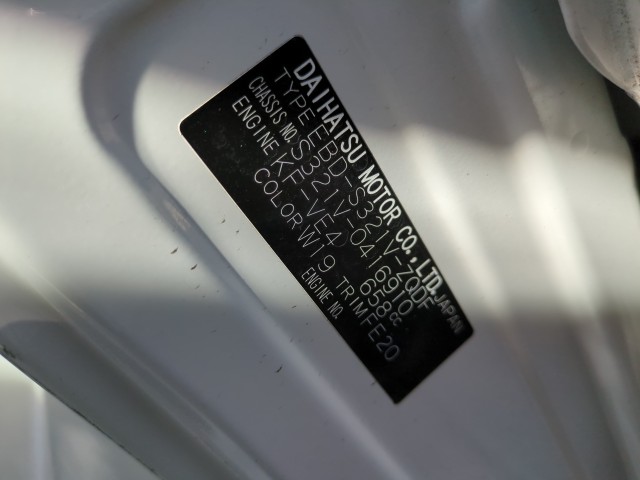 DAIHATSU MOTOR CO., LTD. JAPAN
TYPE EBD-S321V-ZQDF
CHASSIS NO. S321V-0416910
ENGINE KF-VE4 658cc
COLOR W19 TRIM FE20
ENGINE NO.